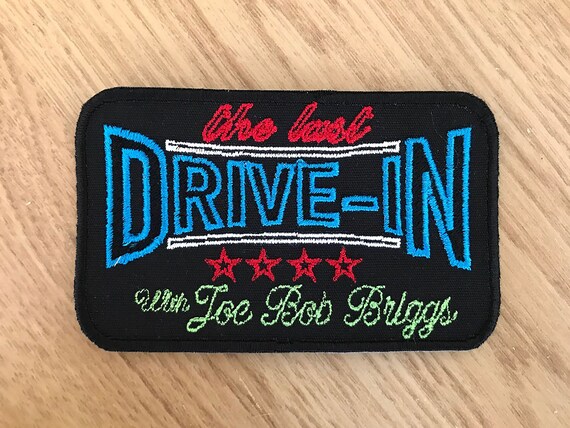 the last
DRIVE-IN
With Joe Bob Briggs